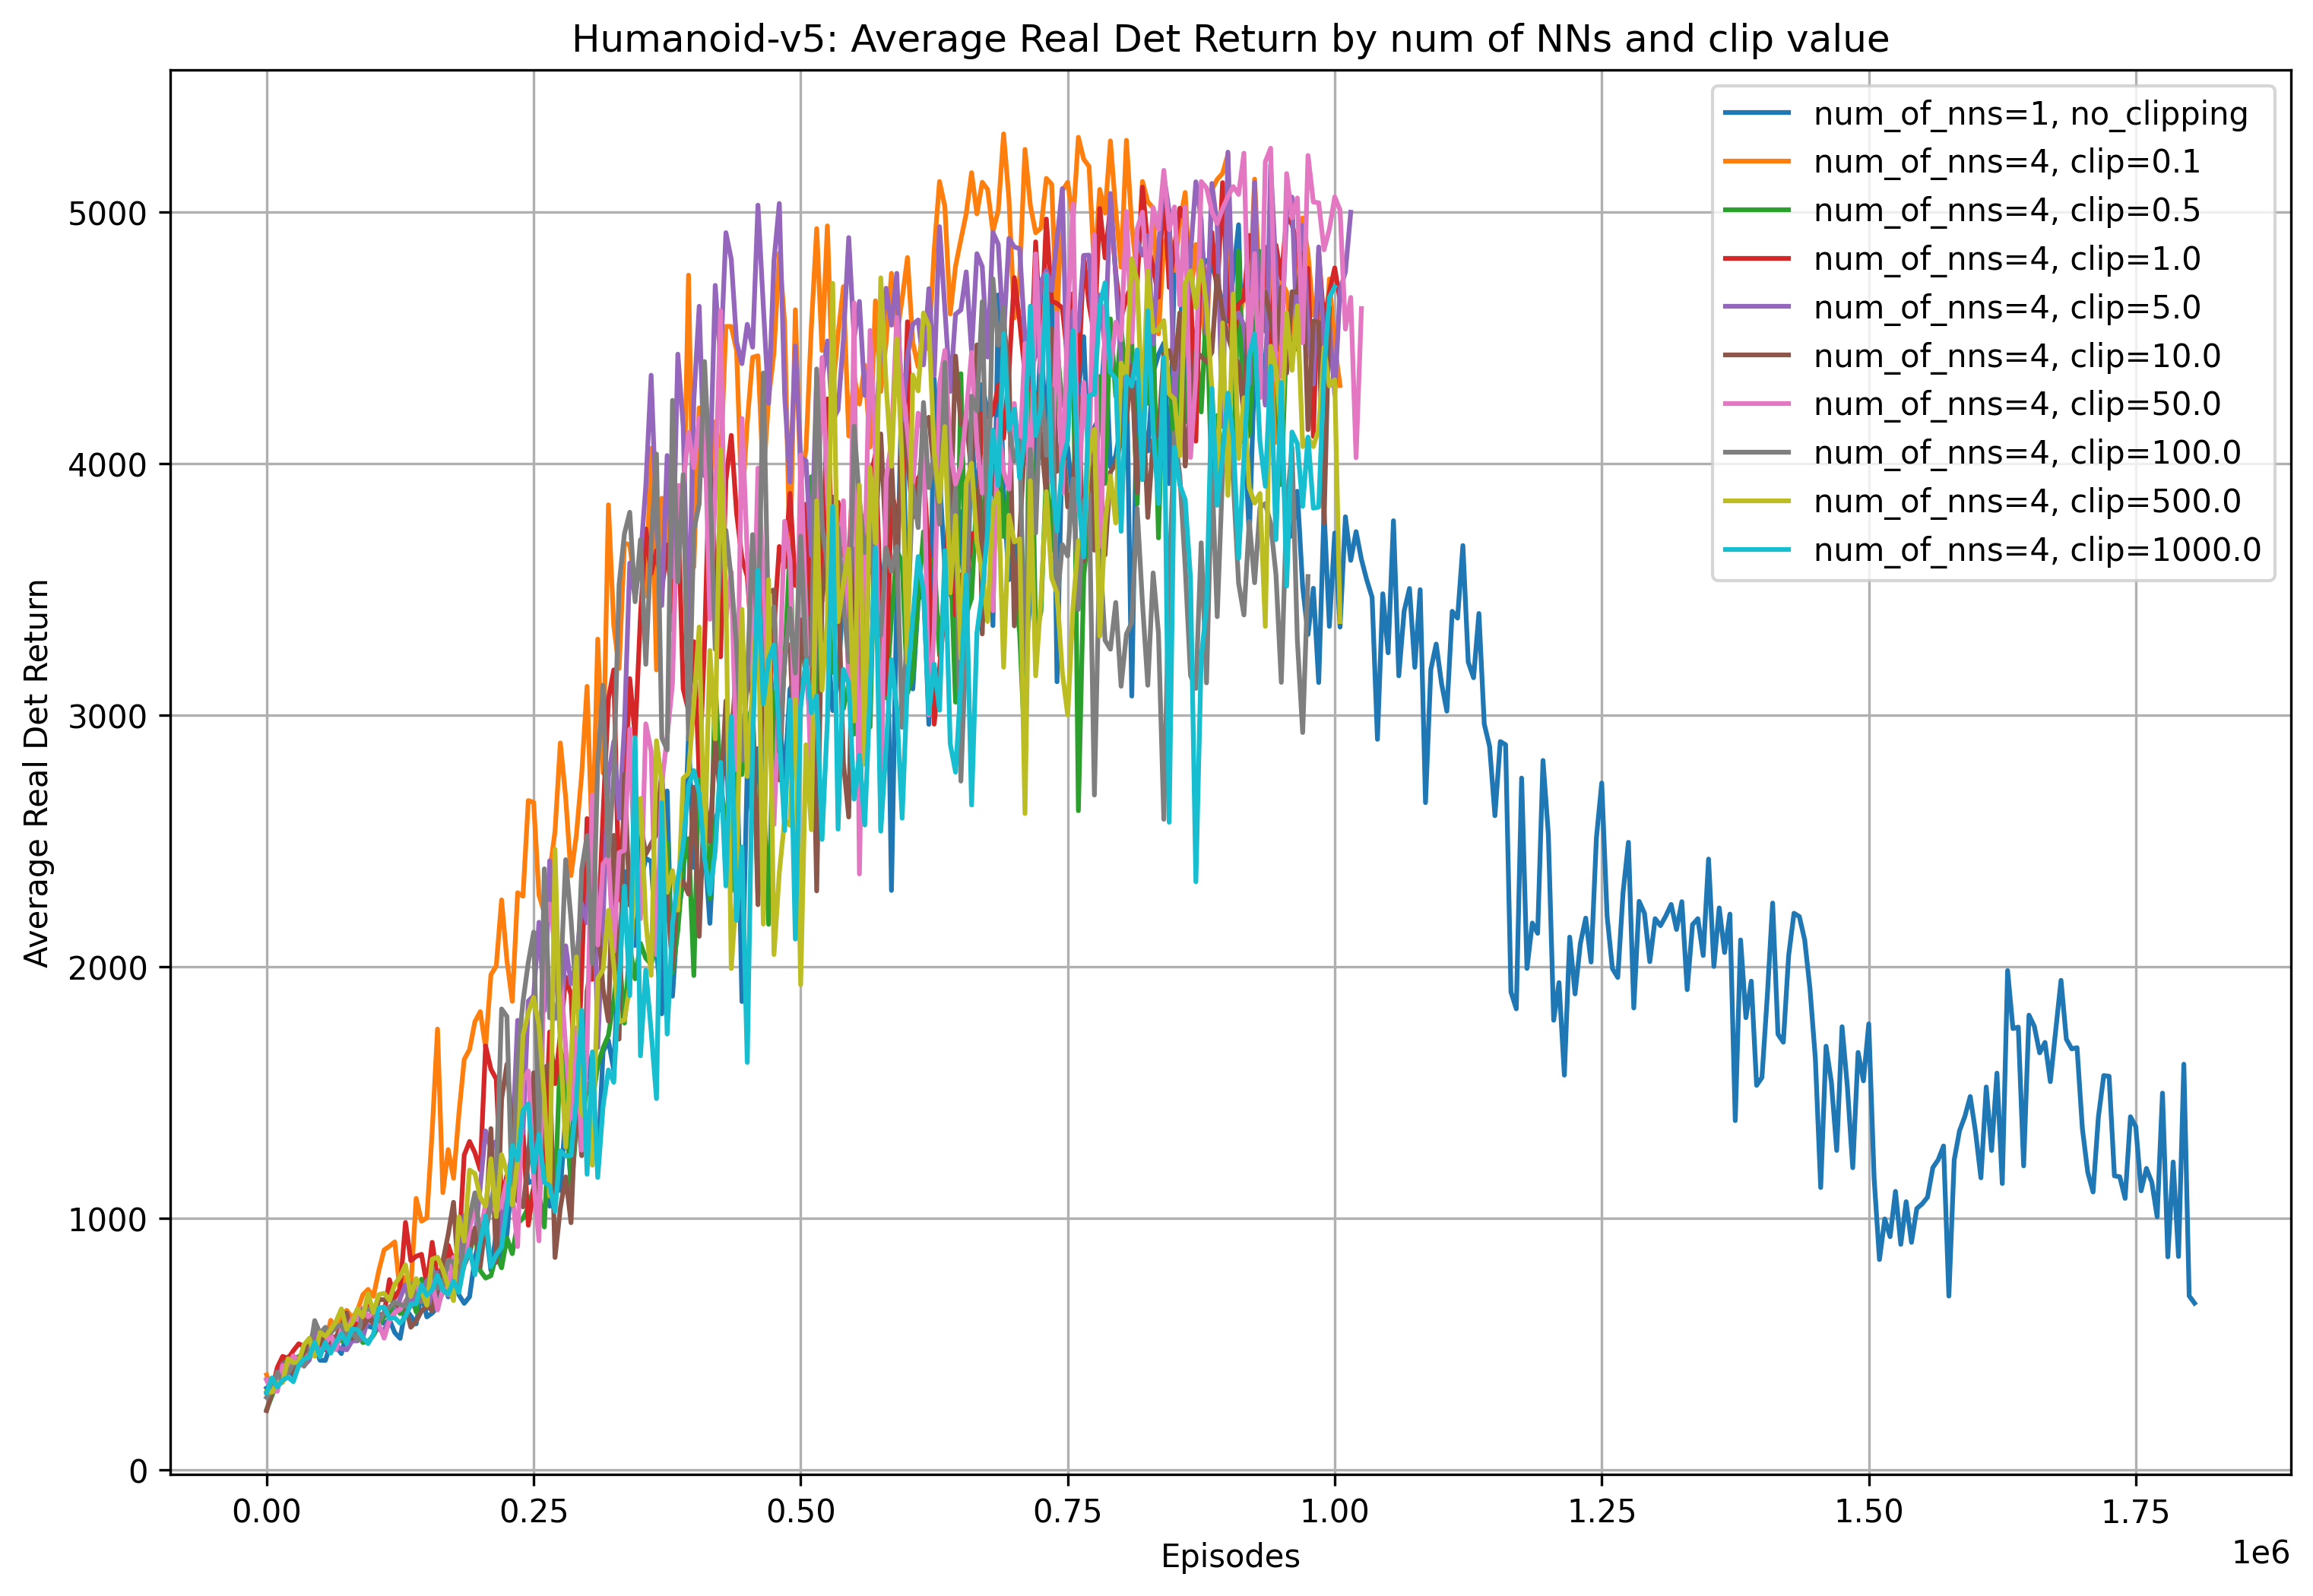 Humanoid-v5: Average Real Det Return by num of NNs and clip value
num_of_nns=1, no_clipping
num_of_nns=4, clip=0.1
num_of_nns=4, clip=0.5
num_of_nns=4, clip=1.0
num_of_nns=4, clip=5.0
num_of_nns=4, clip=10.0
num_of_nns=4, clip=50.0
num_of_nns=4, clip=100.0
num_of_nns=4, clip=500.0
num_of_nns=4, clip=1000.0
Average Real Det Return
5000
4000
3000
2000
1000
0
0.00 0.25 0.50 0.75 1.00 1.25 1.50 1.75
1e6
Episodes